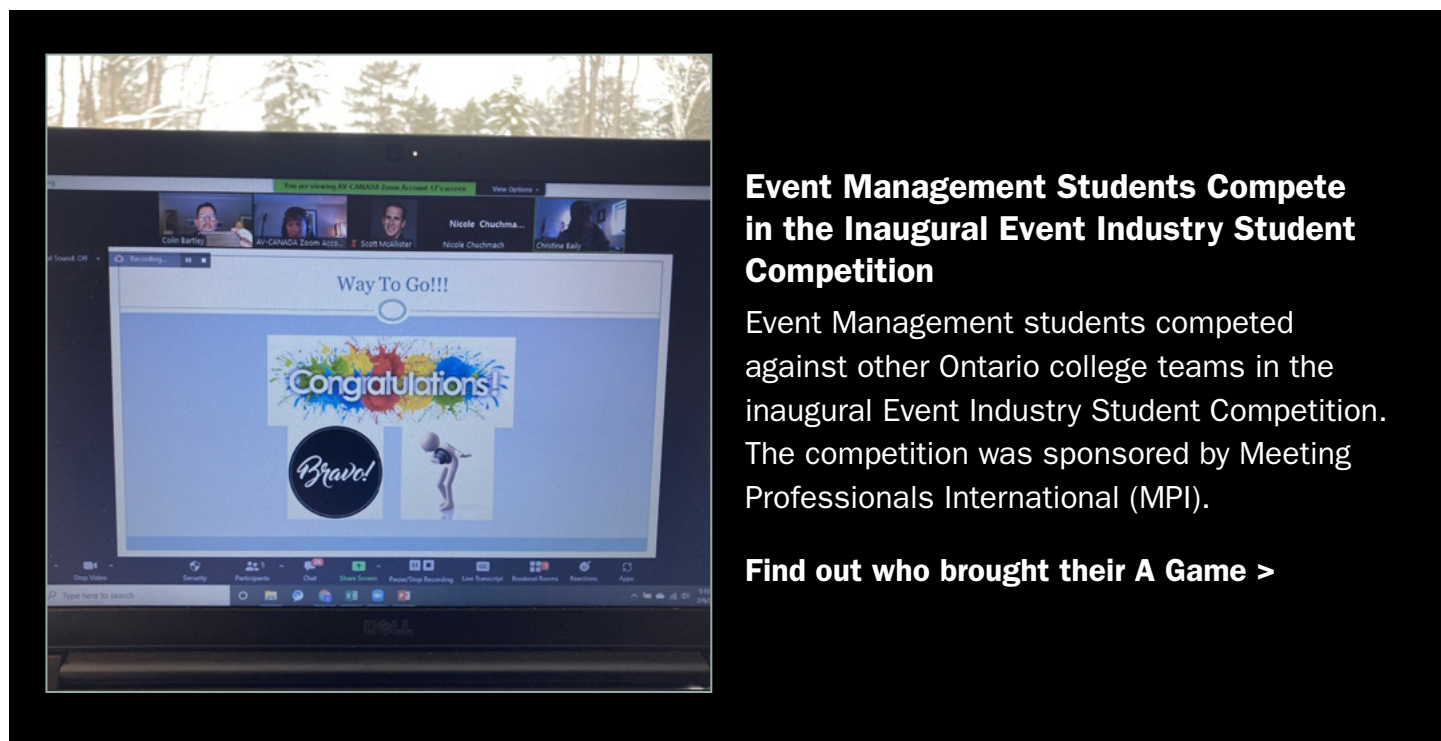 You are viewing AV-CANADA Zoom Account 12's screen
View Options
Colin Bartley
AV-CANADA Zoom Acco...
Scott McAllister
Nicole Chuchma...
Nicole Chuchmach
Christine Baily
Sound: Off
Recording...
Way To Go!!!
Congratulations!
Bravo!
Stop Video
Security
Participants
5
Chat
Share Screen
Pause/Stop Recording
Live Transcript
Breakout Rooms
Reactions
Apps
Type here to search
DELL
Event Management Students Compete
in the Inaugural Event Industry Student
Competition
Event Management students competed
against other Ontario college teams in the
inaugural Event Industry Student Competition.
The competition was sponsored by Meeting
Professionals International (MPI).
Find out who brought their A Game >